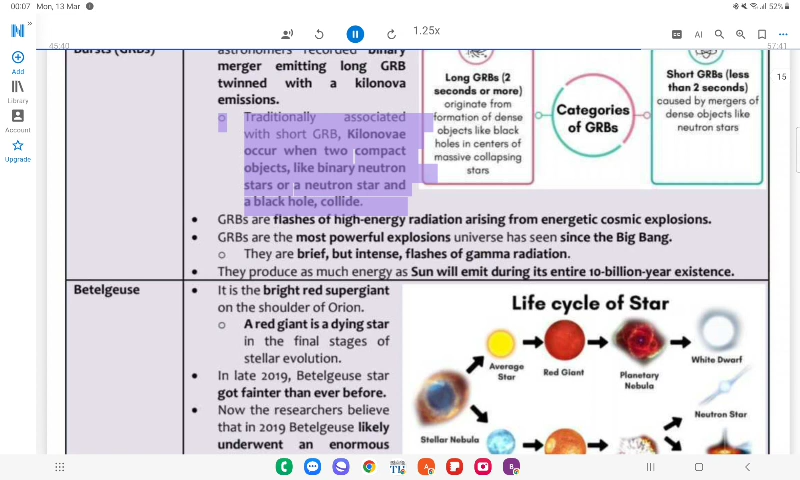 00:07 Mon, 13 Mar
52%
N
»
1.25x
CC
AI
45:40
57:41
Add
Library
Account
Upgrade
15
Bursts (GRBs)
astronomers recorded binary
merger emitting long GRB
twinned with a kilonova
emissions.
o Traditionally associated
with short GRB, Kilonovae
occur when two compact
objects, like binary neutron
stars or a neutron star and
a black hole, collide.
Long GRBs (2
seconds or more)
originate from
formation of dense
objects like black
holes in centers of
massive collapsing
stars
Categories
of GRBs
Short GRBs (less
than 2 seconds)
caused by mergers of
dense objects like
neutron stars
• GRBs are flashes of high-energy radiation arising from energetic cosmic explosions.
• GRBs are the most powerful explosions universe has seen since the Big Bang.
o They are brief, but intense, flashes of gamma radiation.
• They produce as much energy as Sun will emit during its entire 10-billion-year existence.
Betelgeuse
• It is the bright red supergiant
on the shoulder of Orion.
o A red giant is a dying star
in the final stages of
stellar evolution.
• In late 2019, Betelgeuse star
got fainter than ever before.
• Now the researchers believe
that in 2019 Betelgeuse likely
underwent an enormous
Life cycle of Star
Average
Star
Red Giant
Planetary
Nebula
White Dwarf
Neutron Star
Stellar Nebula